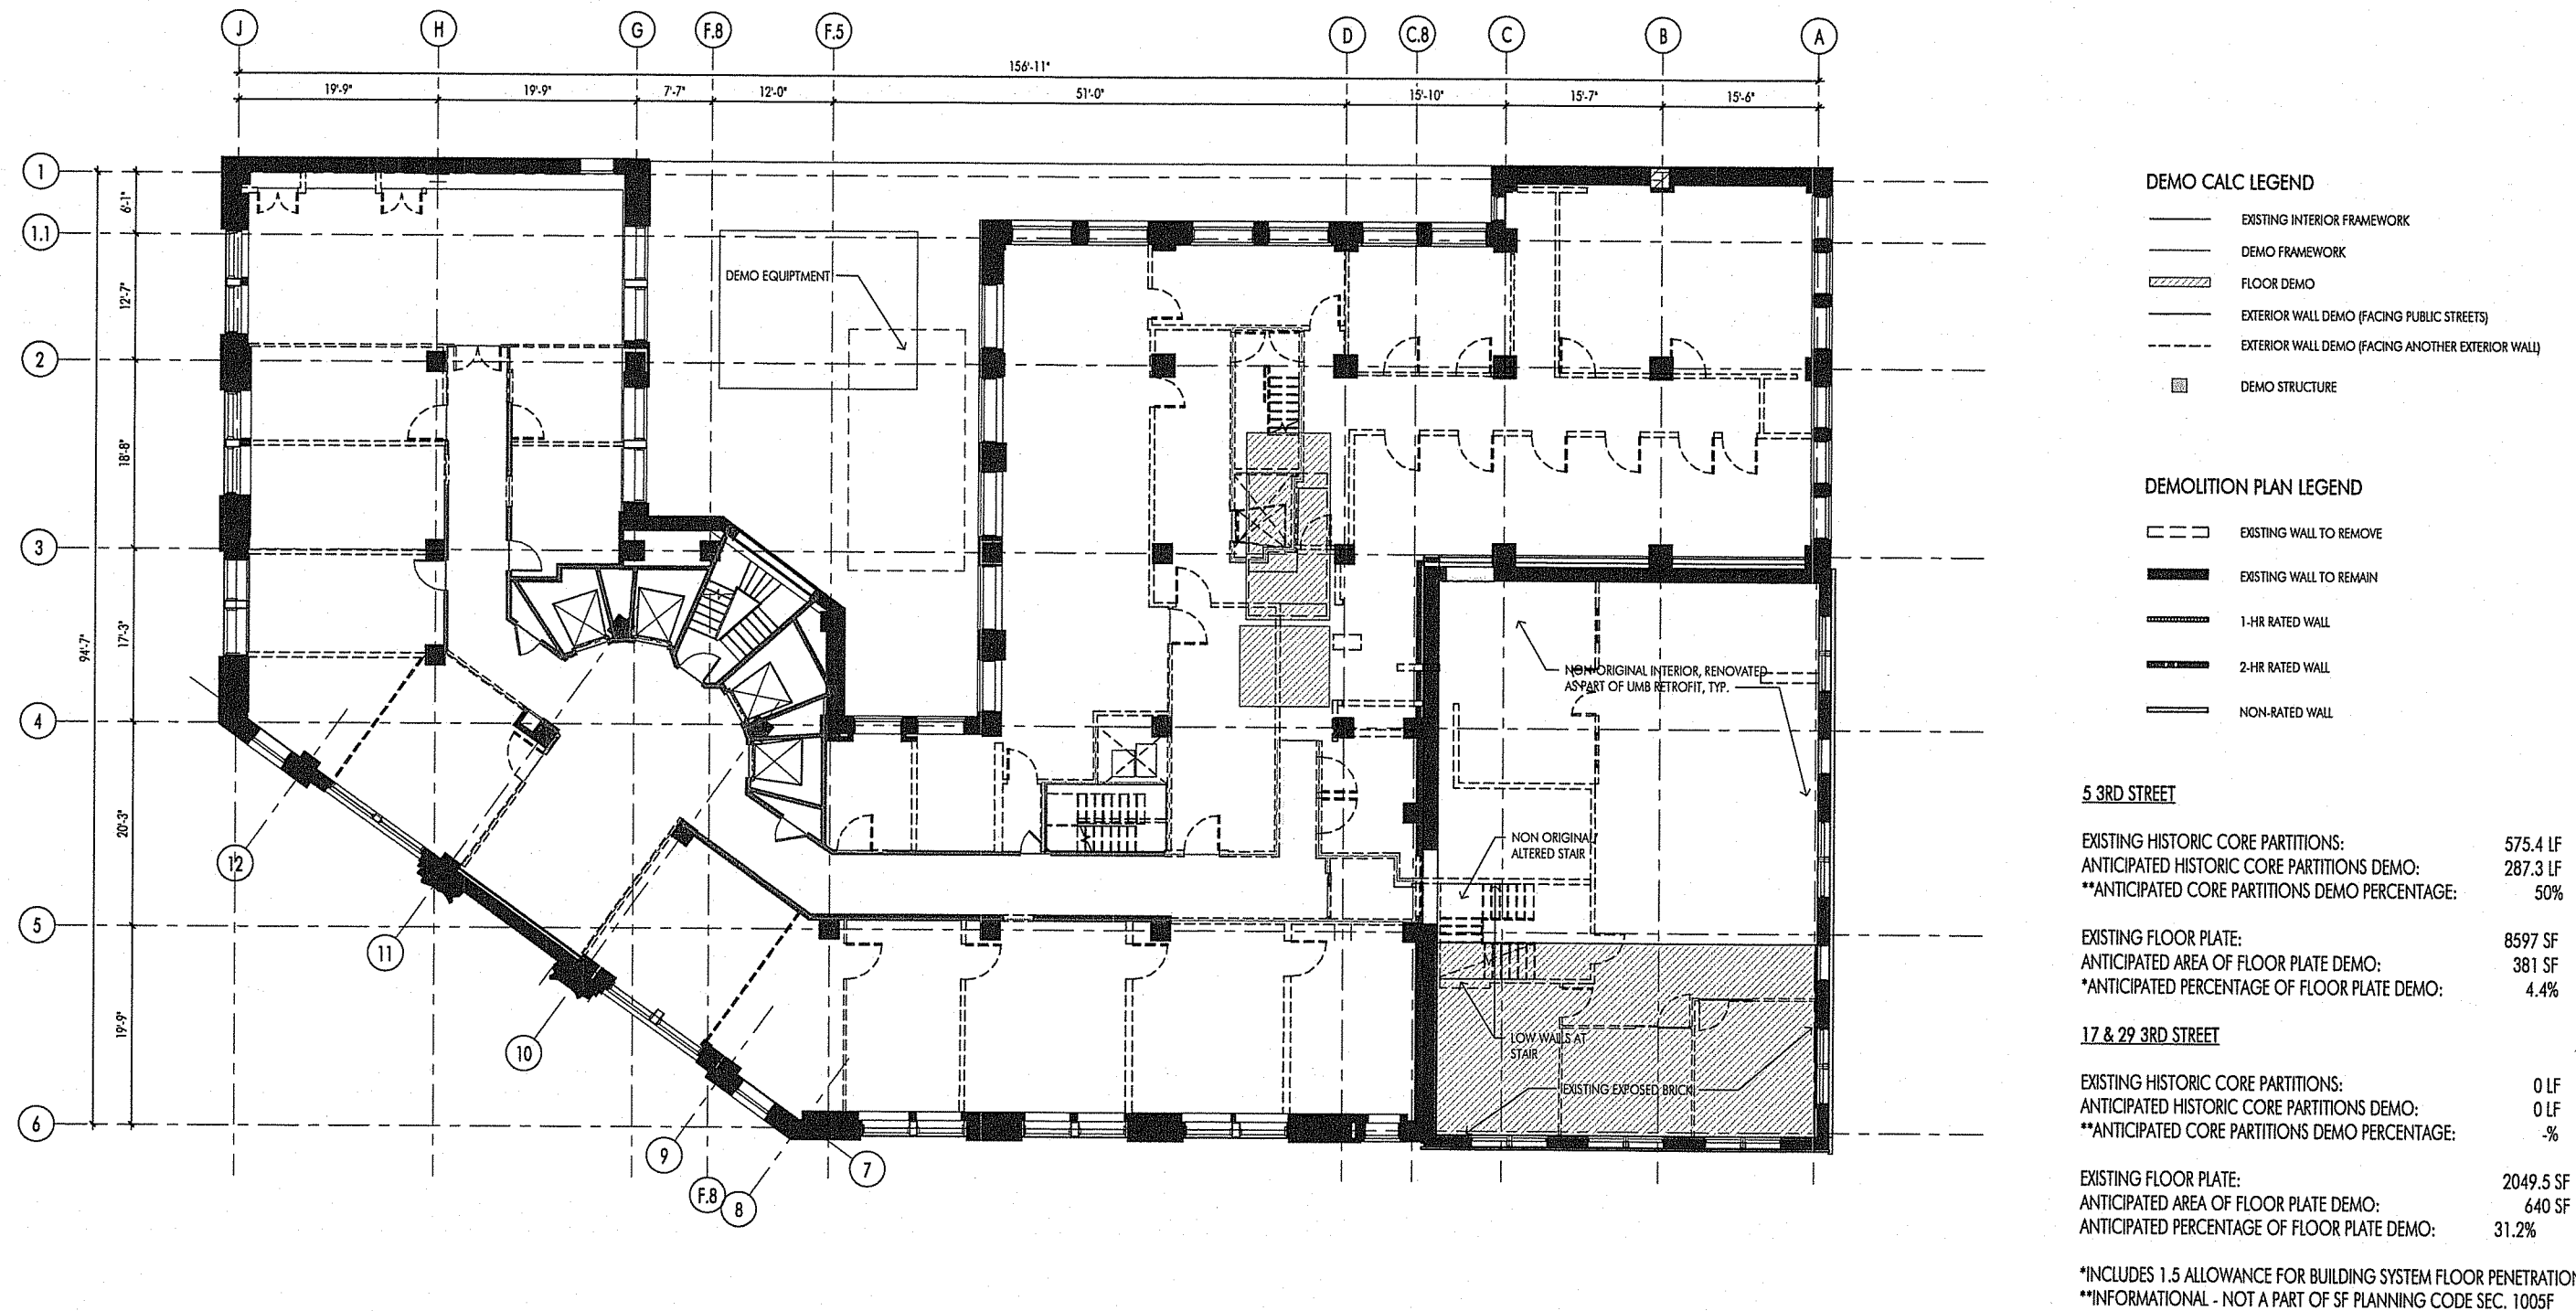 J H G F.8 F.5 D C.8 C B A
156'-11"
19'-9" 19'-9" 7'-7" 12'-0" 51'-0" 15'-10" 15'-7" 15'-6"
1
6'-1"
1.1
12'-7"
2
18'-8"
3
17'-3"
94'-7"
4
20'-3"
5
19'-9"
6
DEMO EQUIPTMENT
NON-ORIGINAL INTERIOR, RENOVATED
AS PART OF UMB RETROFIT, TYP.
NON ORIGINAL/
ALTERED STAIR
LOW WALLS AT
STAIR
EXISTING EXPOSED BRICK
12
11
10
9
F.8
8
7
DEMO CALC LEGEND
EXISTING INTERIOR FRAMEWORK
DEMO FRAMEWORK
FLOOR DEMO
EXTERIOR WALL DEMO (FACING PUBLIC STREETS)
EXTERIOR WALL DEMO (FACING ANOTHER EXTERIOR WALL)
DEMO STRUCTURE
DEMOLITION PLAN LEGEND
EXISTING WALL TO REMOVE
EXISTING WALL TO REMAIN
1-HR RATED WALL
2-HR RATED WALL
NON-RATED WALL
5 3RD STREET
EXISTING HISTORIC CORE PARTITIONS: 575.4 LF
ANTICIPATED HISTORIC CORE PARTITIONS DEMO: 287.3 LF
**ANTICIPATED CORE PARTITIONS DEMO PERCENTAGE: 50%
EXISTING FLOOR PLATE: 8597 SF
ANTICIPATED AREA OF FLOOR PLATE DEMO: 381 SF
*ANTICIPATED PERCENTAGE OF FLOOR PLATE DEMO: 4.4%
17 & 29 3RD STREET
EXISTING HISTORIC CORE PARTITIONS: 0 LF
ANTICIPATED HISTORIC CORE PARTITIONS DEMO: 0 LF
**ANTICIPATED CORE PARTITIONS DEMO PERCENTAGE: -%
EXISTING FLOOR PLATE: 2049.5 SF
ANTICIPATED AREA OF FLOOR PLATE DEMO: 640 SF
ANTICIPATED PERCENTAGE OF FLOOR PLATE DEMO: 31.2%
*INCLUDES 1.5 ALLOWANCE FOR BUILDING SYSTEM FLOOR PENETRATION
**INFORMATIONAL - NOT A PART OF SF PLANNING CODE SEC. 1005F